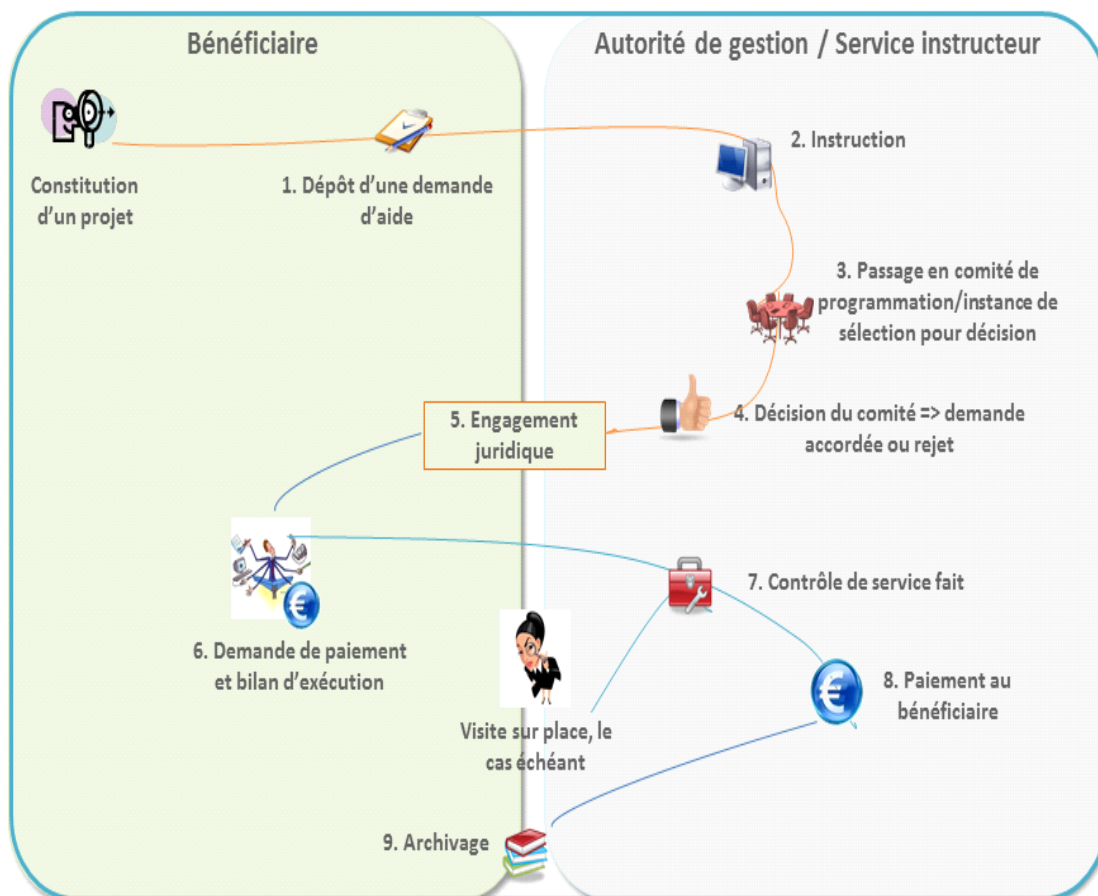 Bénéficiaire
Autorité de gestion / Service instructeur
Constitution
d’un projet
1. Dépôt d’une demande
d’aide
2. Instruction
3. Passage en comité de
programmation/instance de
sélection pour décision
4. Décision du comité => demande
accordée ou rejet
5. Engagement
juridique
6. Demande de paiement
et bilan d’exécution
7. Contrôle de service fait
Visite sur place, le
cas échéant
8. Paiement au
bénéficiaire
9. Archivage